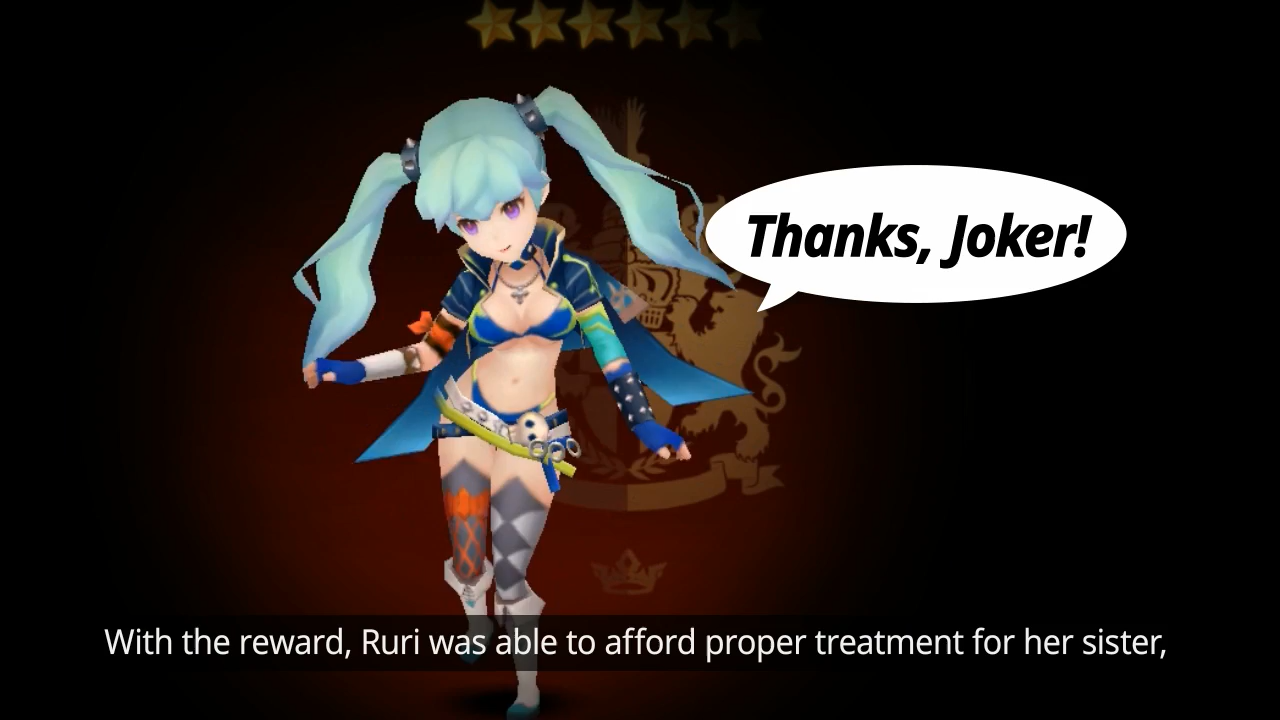 Thanks, Joker!
With the reward, Ruri was able to afford proper treatment for her sister,